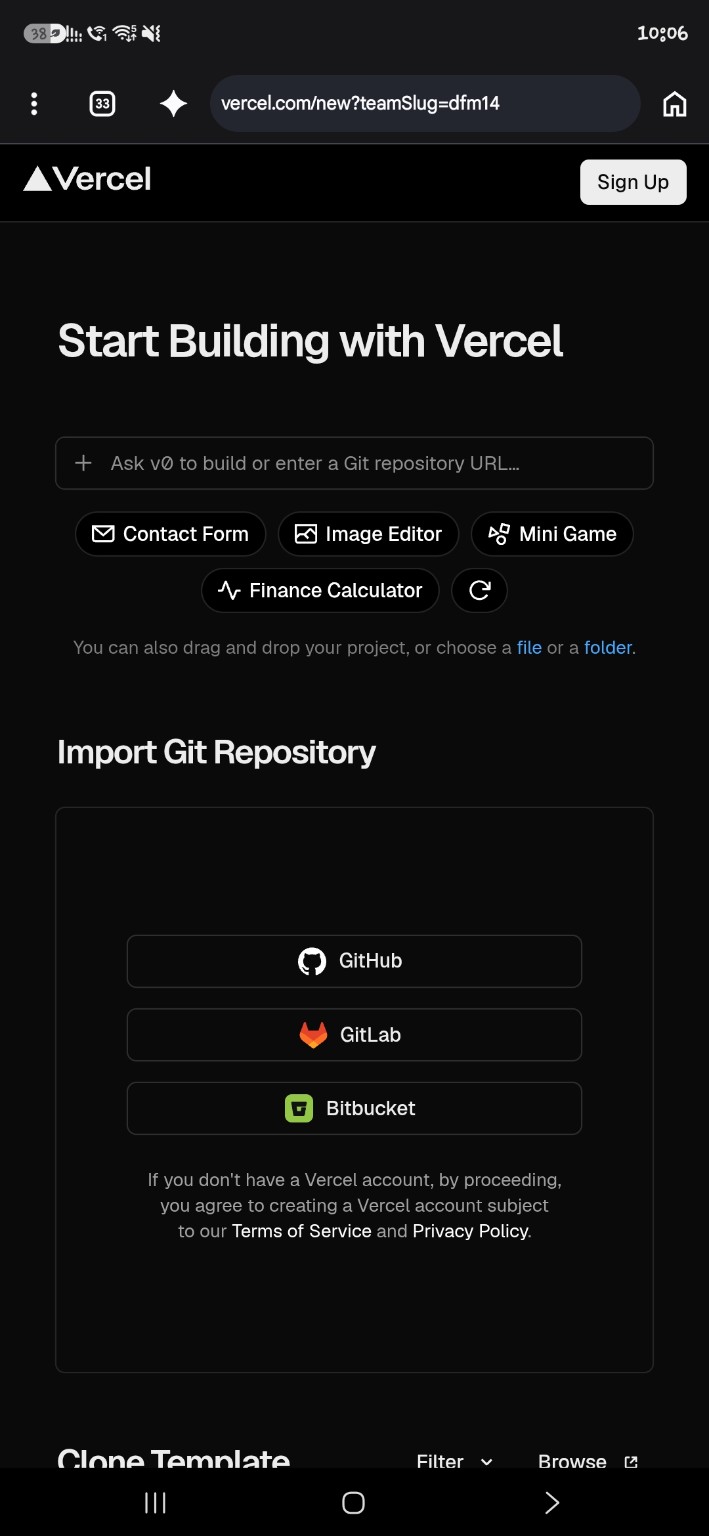 38 10:06
33 vercel.com/new?teamSlug=dfm14
Vercel Sign Up
Start Building with Vercel
Ask v0 to build or enter a Git repository URL...
Contact Form Image Editor Mini Game
Finance Calculator
You can also drag and drop your project, or choose a file or a folder.
Import Git Repository
GitHub
GitLab
Bitbucket
If you don't have a Vercel account, by proceeding,
you agree to creating a Vercel account subject
to our Terms of Service and Privacy Policy.
Clone Template Filter Browse